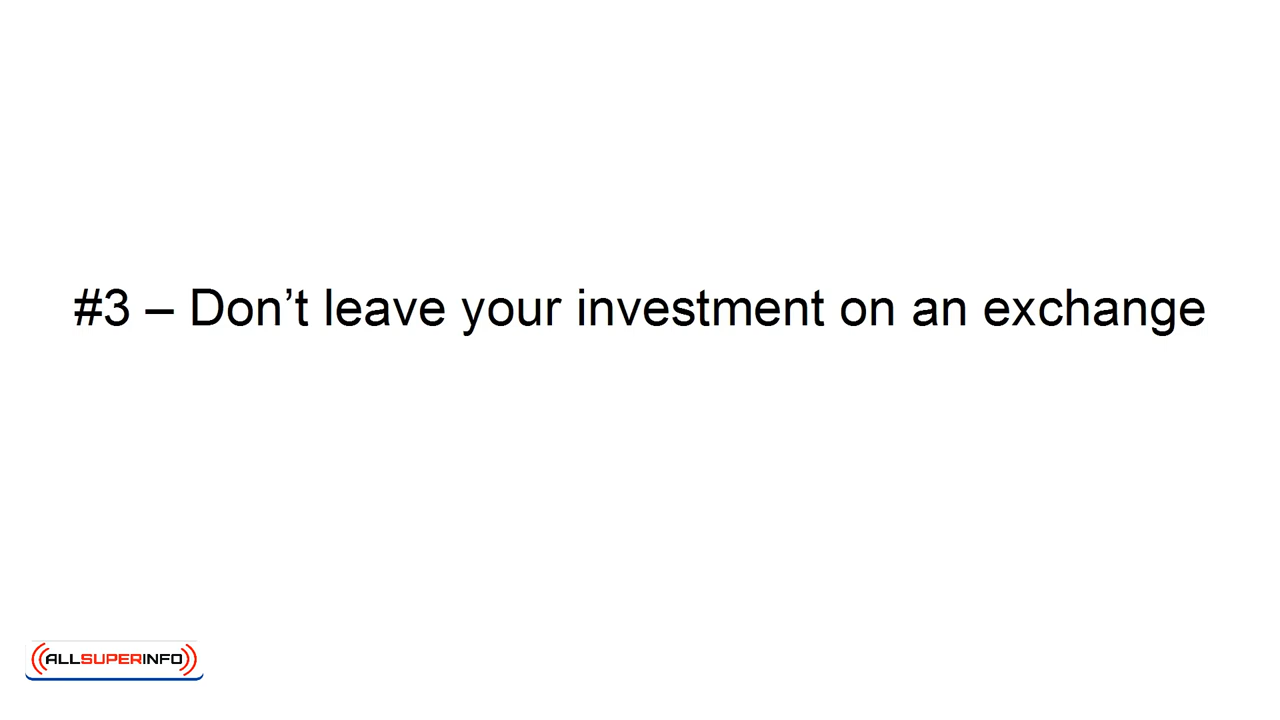 #3 – Don’t leave your investment on an exchange
ALLSUPERINFO